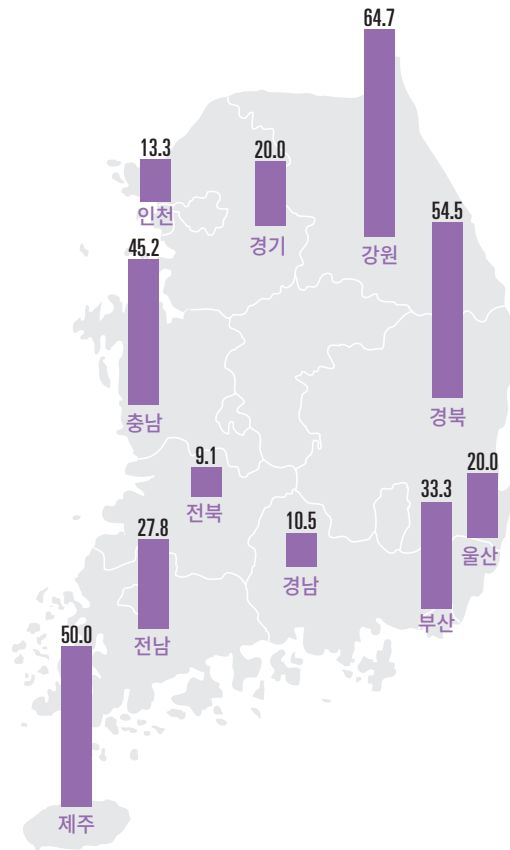 64.7
강원
13.3
인천
20.0
경기
54.5
경북
45.2
충남
9.1
전북
20.0
울산
33.3
부산
10.5
경남
27.8
전남
50.0
제주